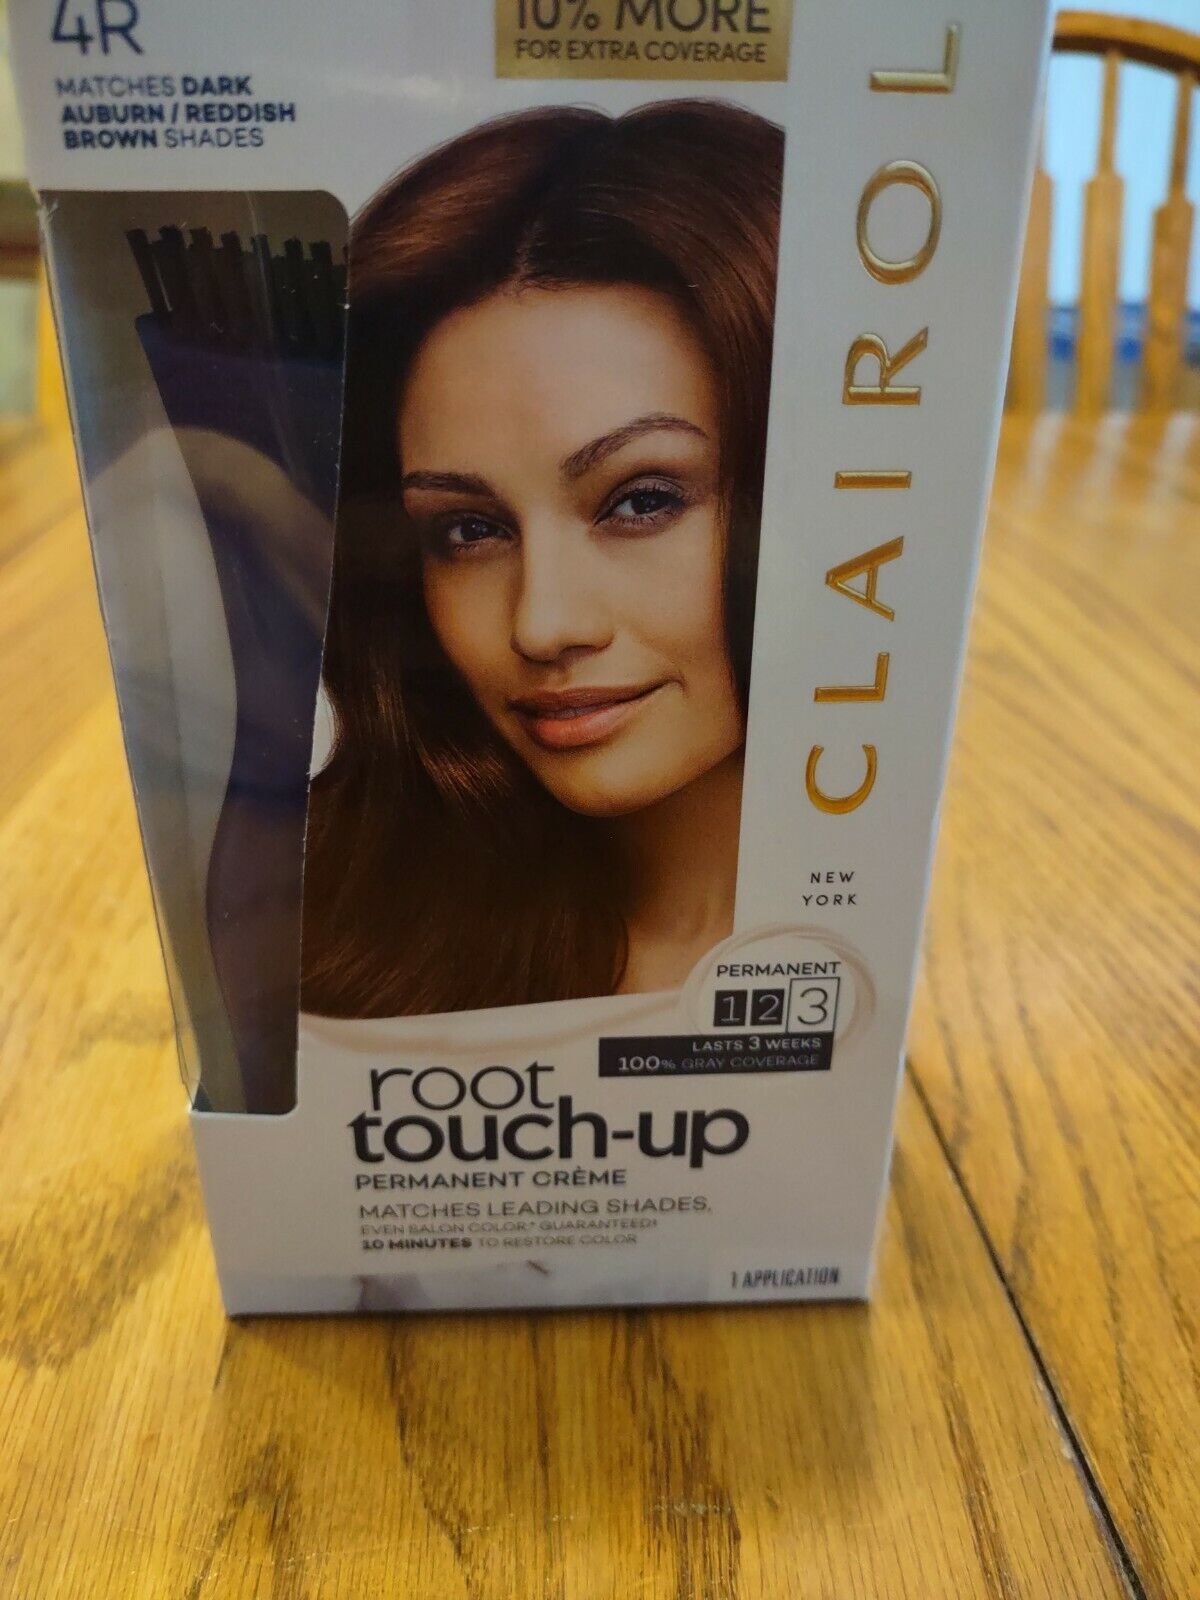 4R
MATCHES DARK
AUBURN / REDDISH
BROWN SHADES
10% MORE
FOR EXTRA COVERAGE
CLAIROL
NEW
YORK
PERMANENT
1 2 3
LASTS 3 WEEKS
100% GRAY COVERAGE
root
touch-up
PERMANENT CRÈME
MATCHES LEADING SHADES,
EVEN SALON COLOR* GUARANTEED!
10 MINUTES TO RESTORE COLOR
1 APPLICATION